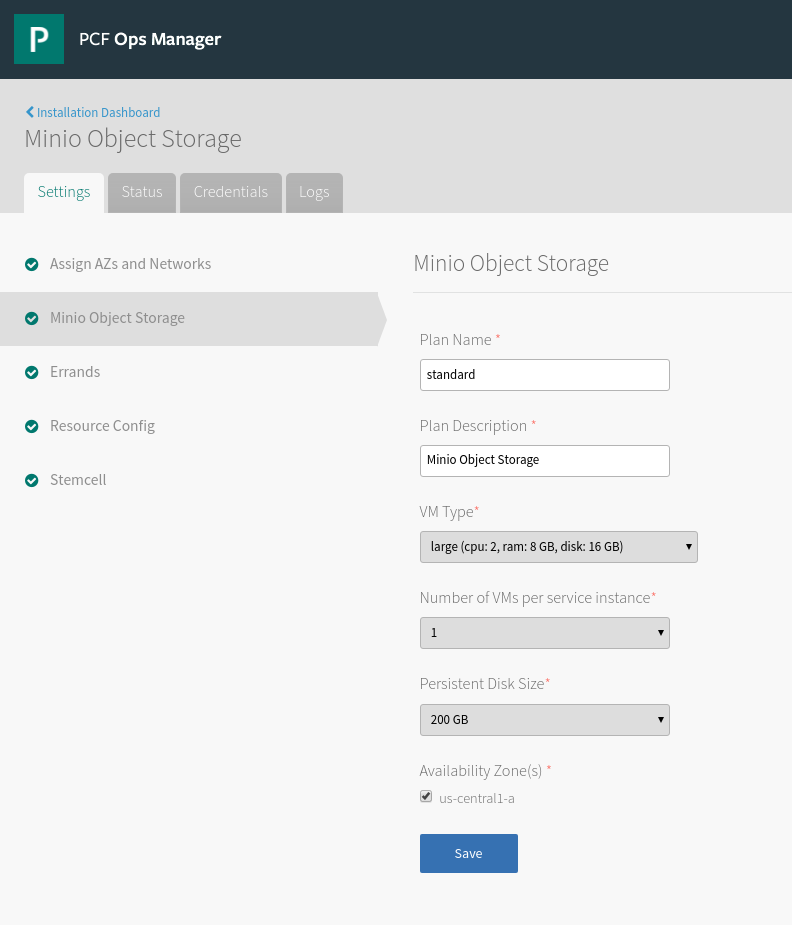 P PCF Ops Manager
Installation Dashboard
Minio Object Storage
Settings Status Credentials Logs
Assign AZs and Networks
Minio Object Storage
Errands
Resource Config
Stemcell
Minio Object Storage
Plan Name *
standard
Plan Description *
Minio Object Storage
VM Type*
large (cpu: 2, ram: 8 GB, disk: 16 GB)
Number of VMs per service instance*
1
Persistent Disk Size*
200 GB
Availability Zone(s) *
us-central1-a
Save